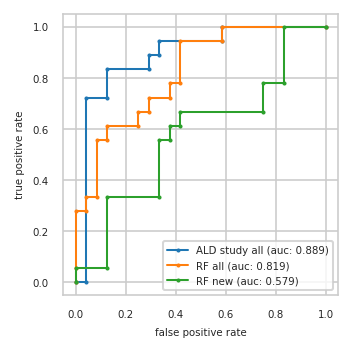 1.0
0.8
0.6
0.4
0.2
0.0
true positive rate
ALD study all (auc: 0.889)
RF all (auc: 0.819)
RF new (auc: 0.579)
0.0 0.2 0.4 0.6 0.8 1.0
false positive rate